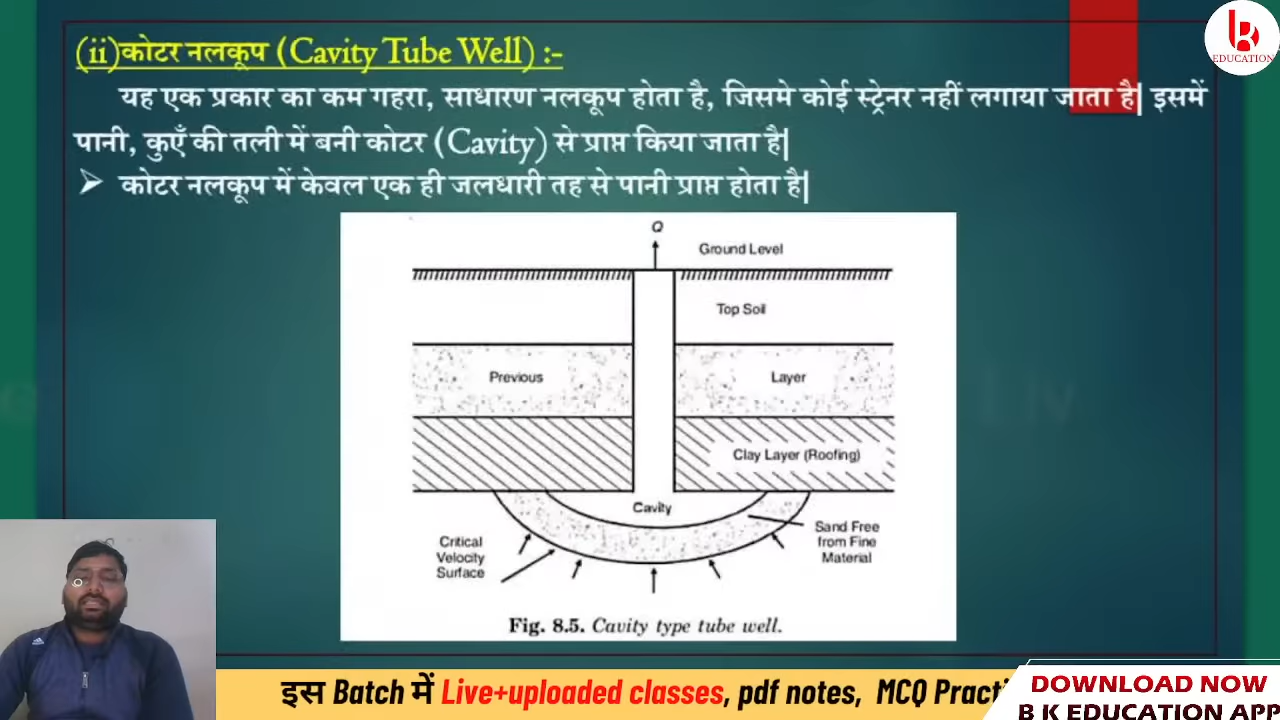 (ii)कोटर नलकूप (Cavity Tube Well) :-
यह एक प्रकार का कम गहरा, साधारण नलकूप होता है, जिसमे कोई स्ट्रेनर नहीं लगाया जाता है| इसमें
पानी, कुएँ की तली में बनी कोटर (Cavity) से प्राप्त किया जाता है|
➢ कोटर नलकूप में केवल एक ही जलधारी तह से पानी प्राप्त होता है|
EDUCATION
Q
Ground Level
Top Soil
Previous Layer
Clay Layer (Roofing)
Cavity
Critical
Velocity
Surface
Sand Free
from Fine
Material
Fig. 8.5. Cavity type tube well.
इस Batch में Live+uploaded classes, pdf notes, MCQ Practi
DOWNLOAD NOW
B K EDUCATION APP